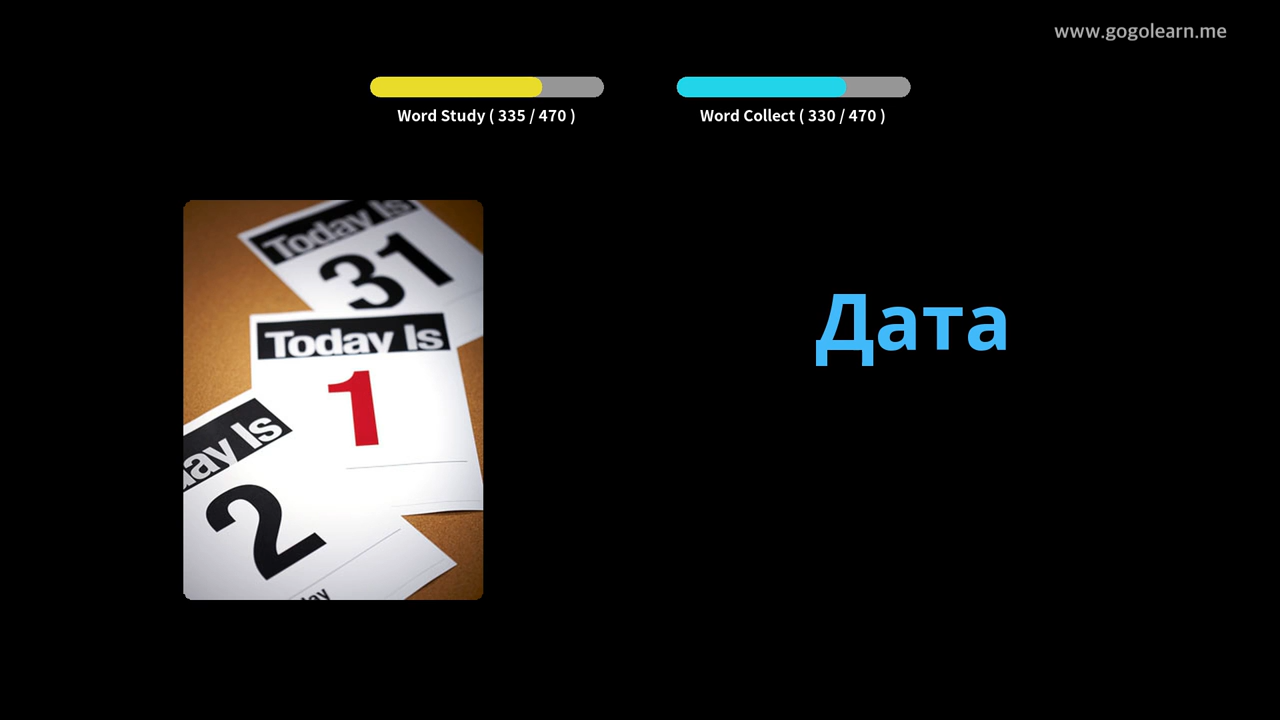 www.gogolearn.me
Word Study ( 335 / 470 )
Word Collect ( 330 / 470 )
Today Is
31
Today Is
1
day Is
2
Дата